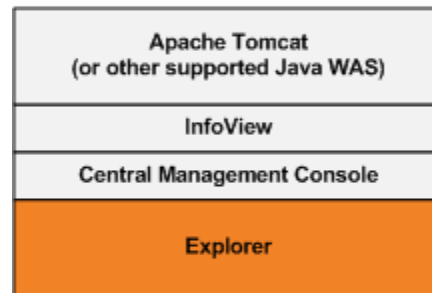 Apache Tomcat
(or other supported Java WAS)
InfoView
Central Management Console
Explorer